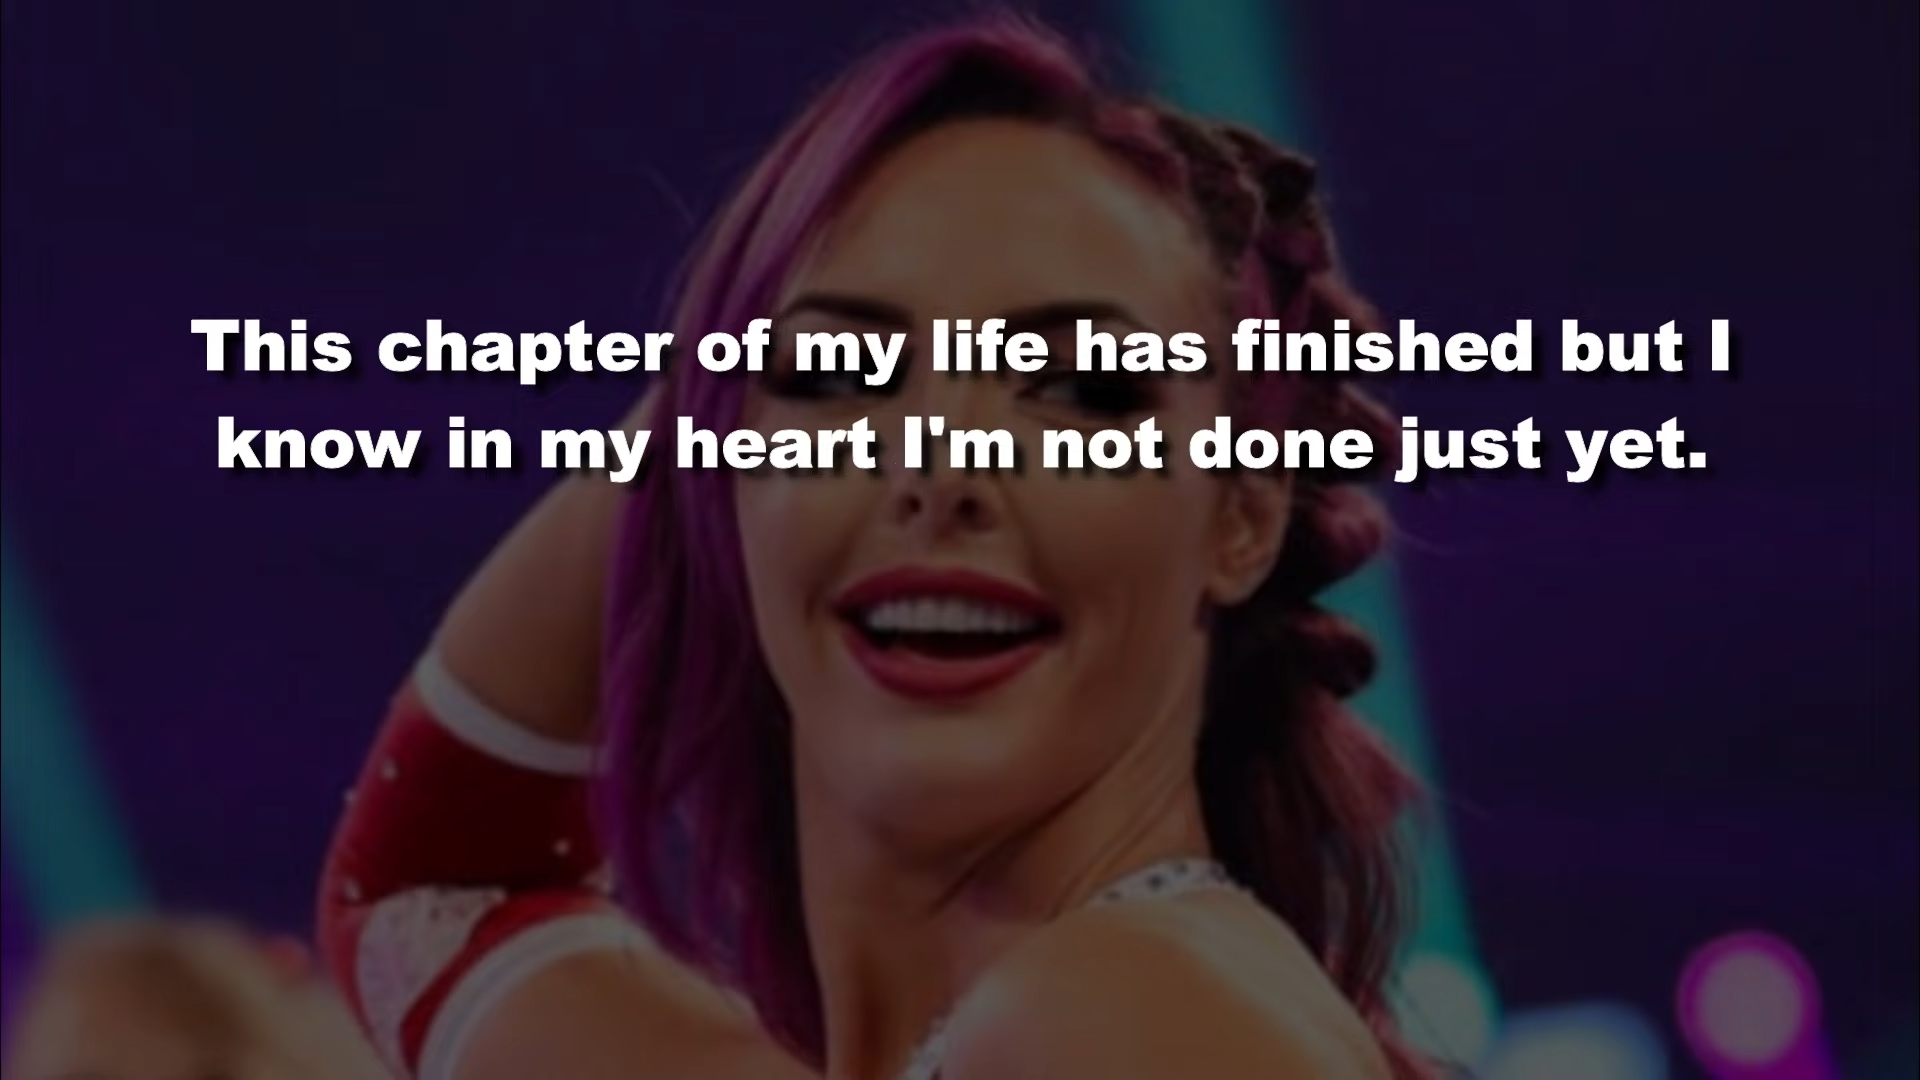 This chapter of my life has finished but I
know in my heart I'm not done just yet.